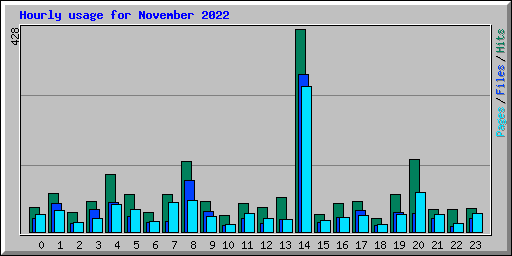 Hourly usage for November 2022
428
Pages / Files / Hits
0 1 2 3 4 5 6 7 8 9 10 11 12 13 14 15 16 17 18 19 20 21 22 23